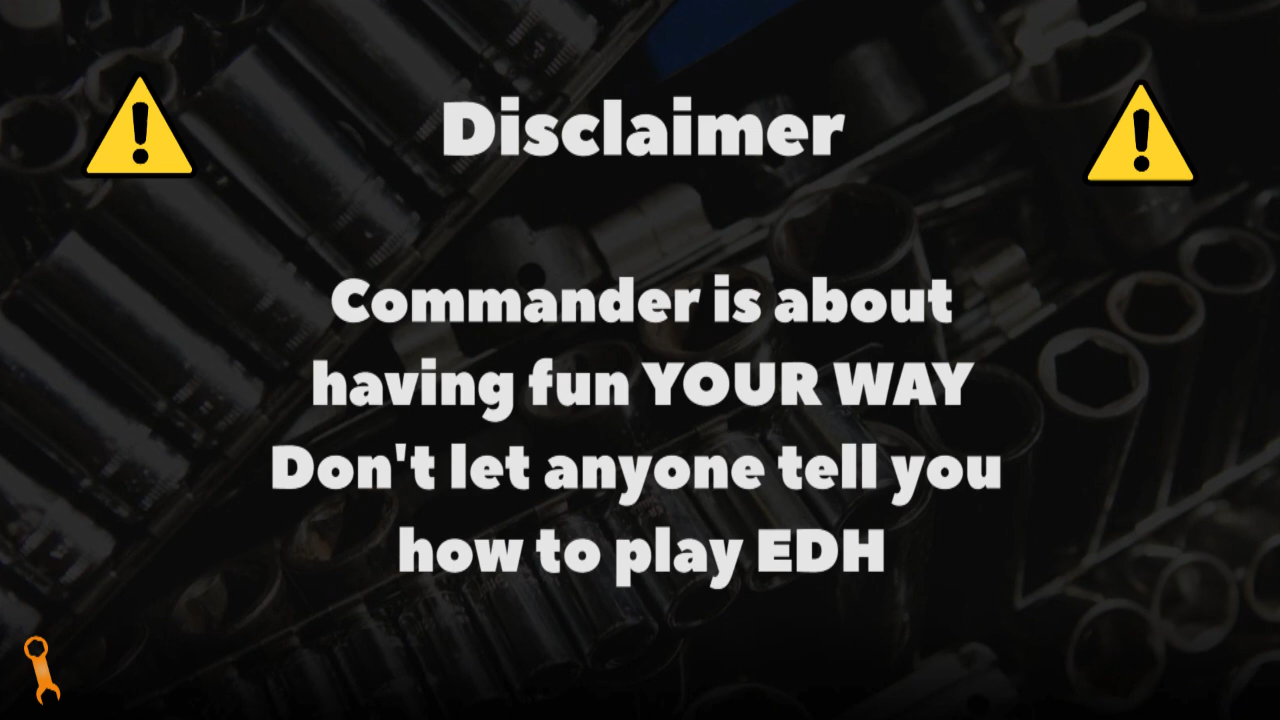 Disclaimer
Commander is about
having fun YOUR WAY
Don't let anyone tell you
how to play EDH